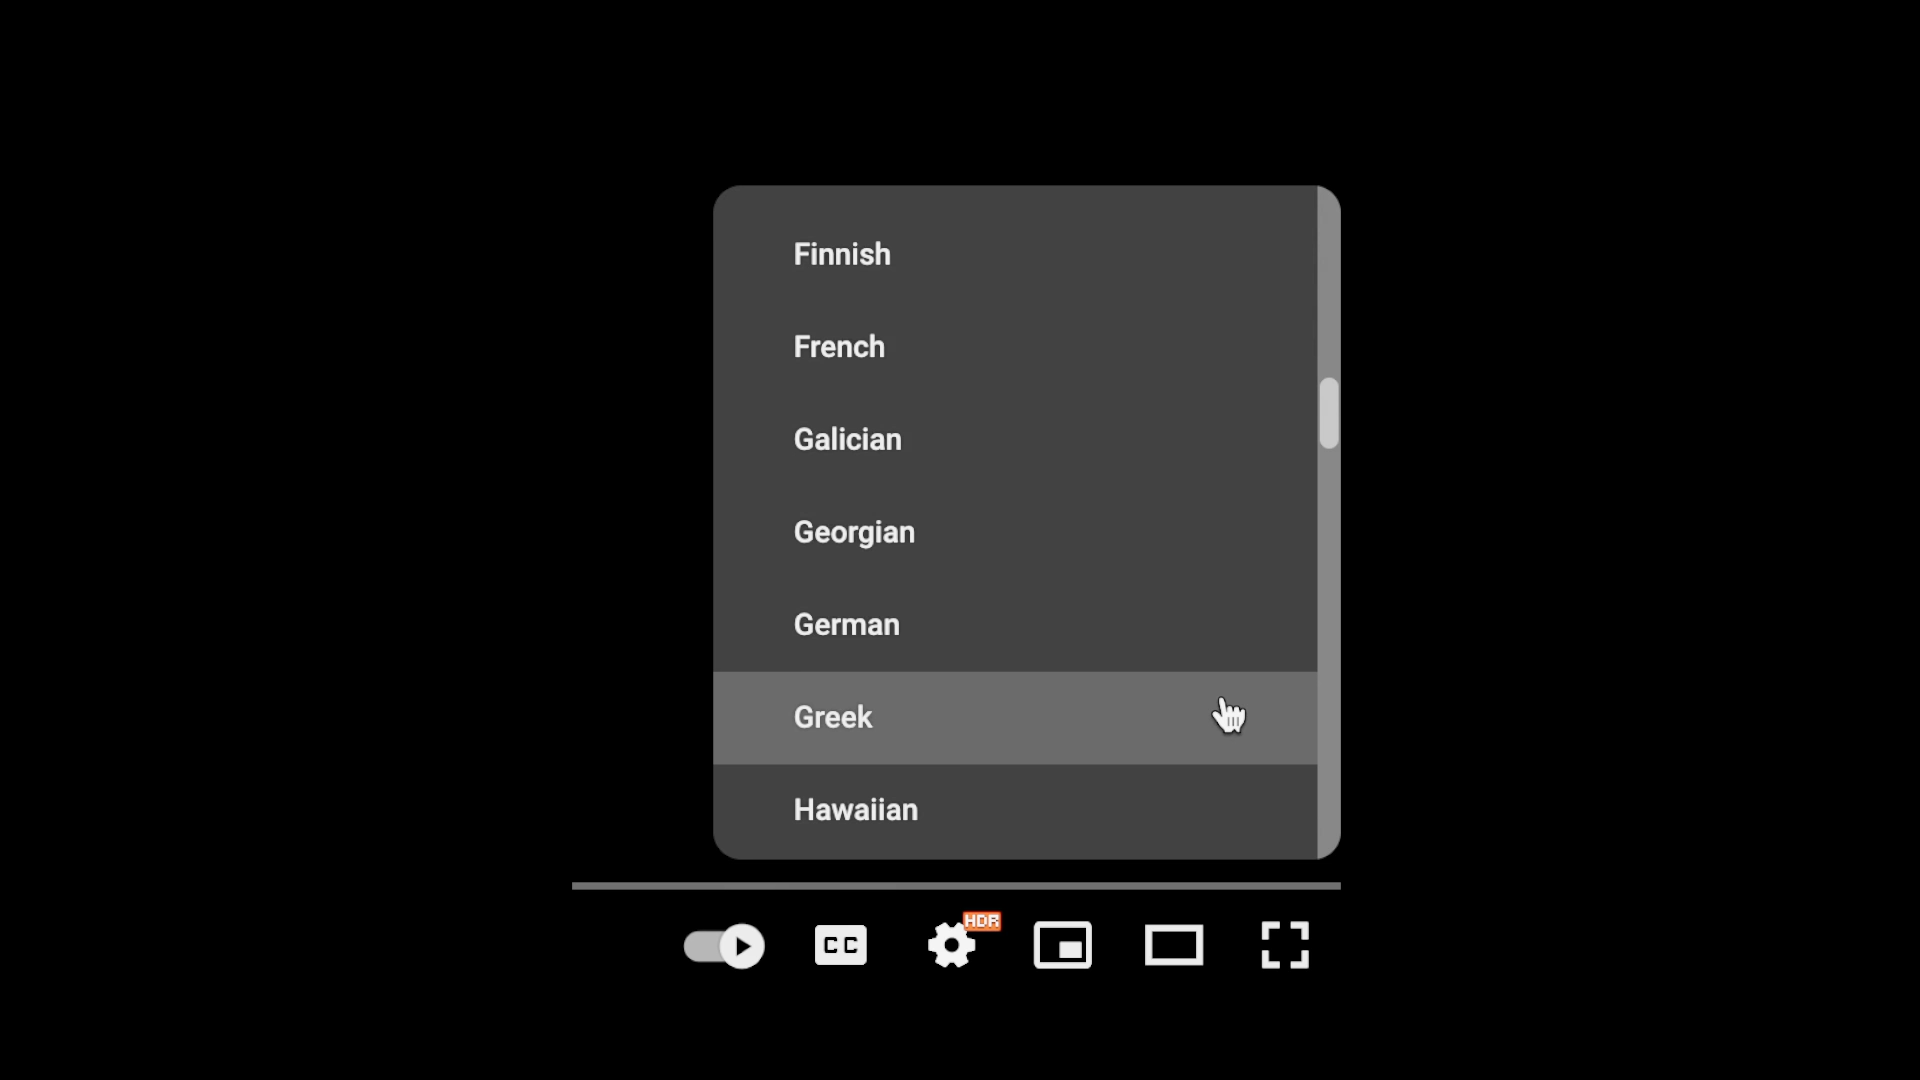 Finnish
French
Galician
Georgian
German
Greek
Hawaiian
HDR
CC